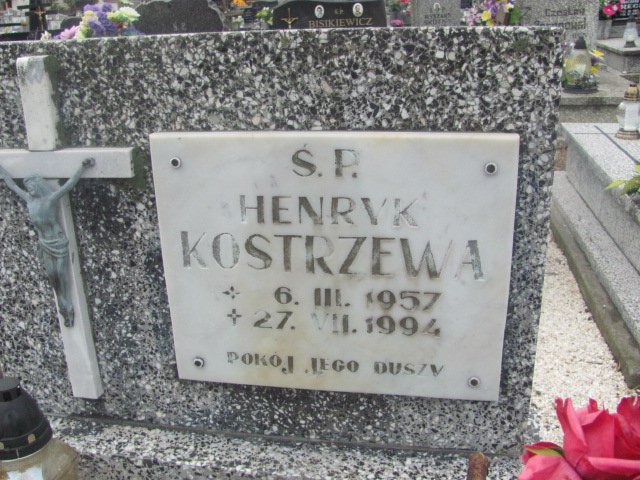 Ś.P.
BISIKIEWICZ
Ś.P.
HENRYK
KOSTRZEWA
6. III. 1957
+ 27. VII. 1994
POKÓJ JEGO DUSZY